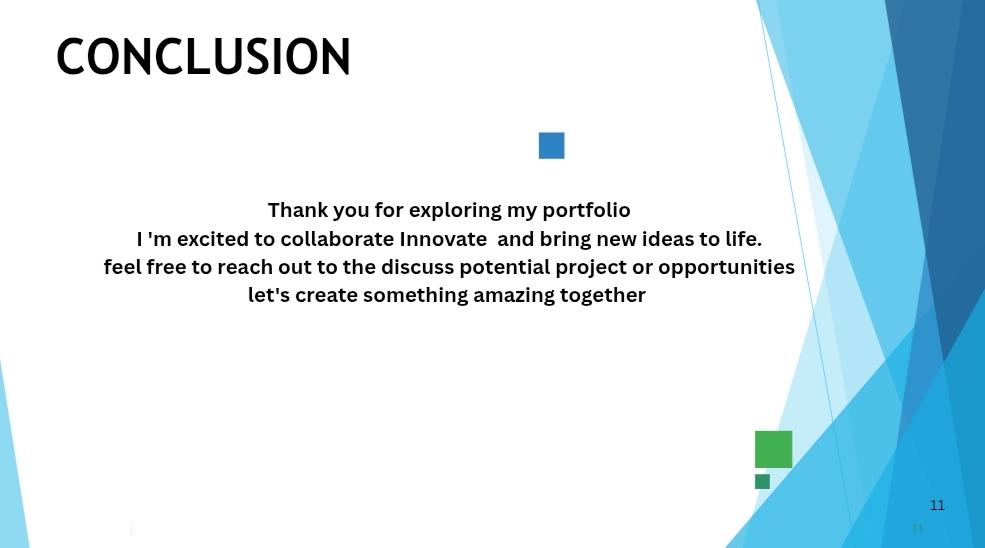 CONCLUSION
Thank you for exploring my portfolio
I 'm excited to collaborate Innovate  and bring new ideas to life.
feel free to reach out to the discuss potential project or opportunities
let's create something amazing together
11
11